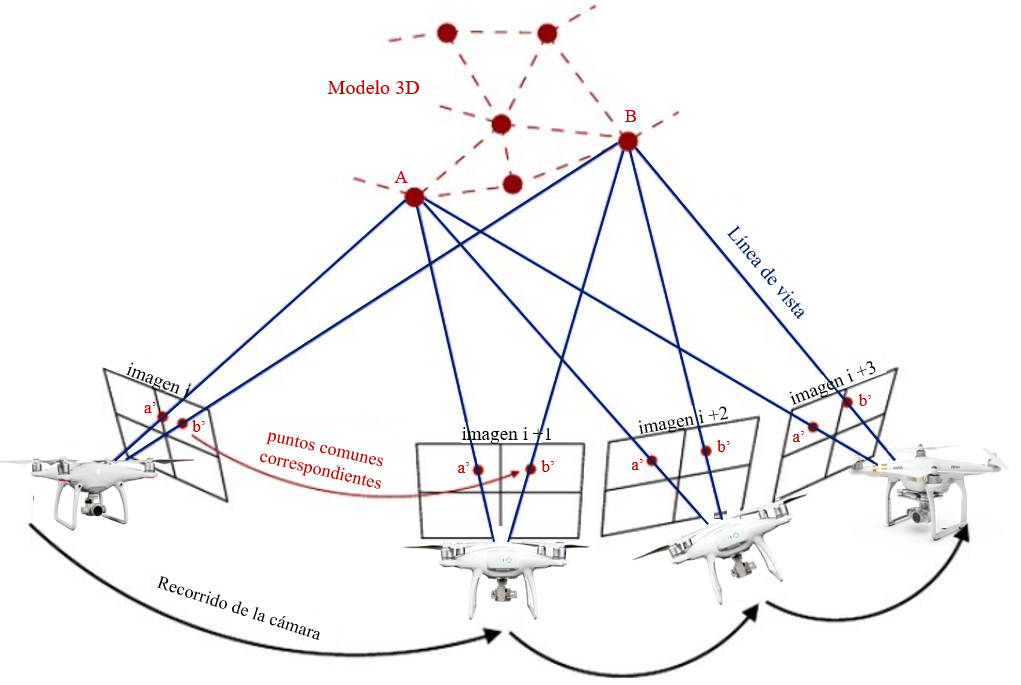 Modelo 3D
B
A
Línea de vista
imagen i
a’
b’
puntos comunes
correspondientes
imagen i +1
a’
b’
imagen i +2
a’
b’
imagen i +3
a’
b’
Recorrido de la cámara